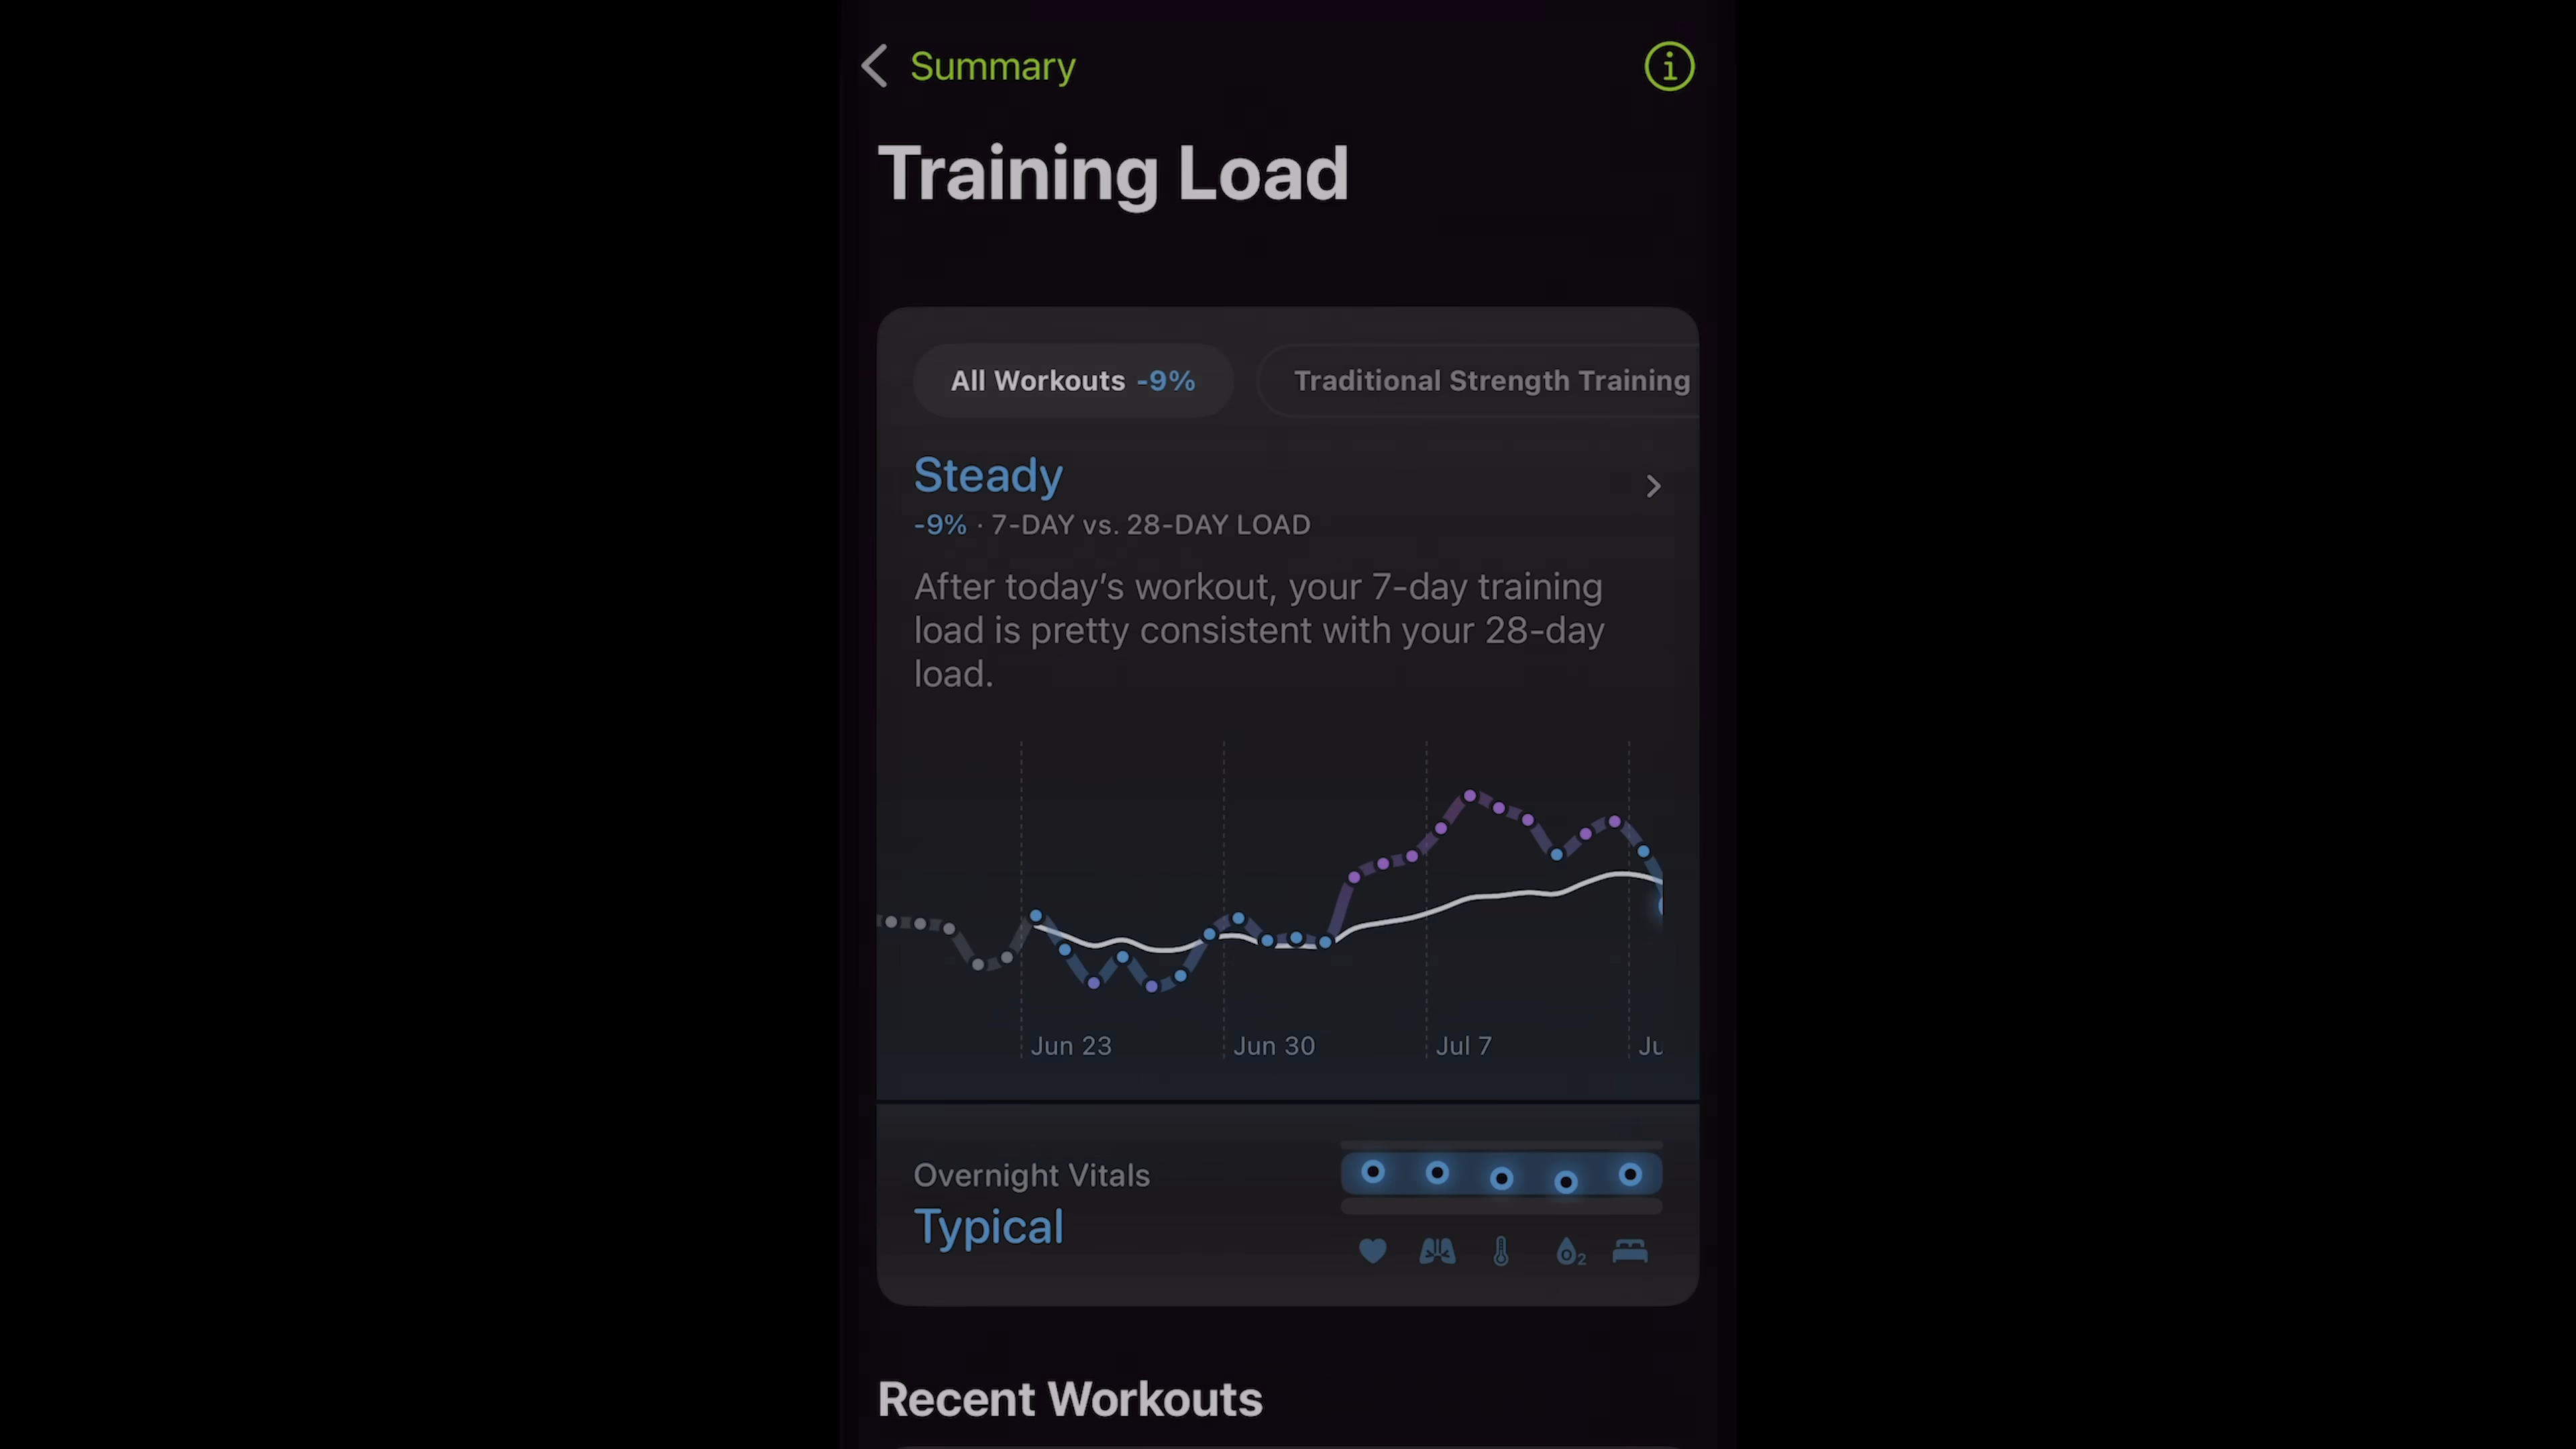 Summary
Training Load
All Workouts -9%
Traditional Strength Training
Steady
-9% · 7-DAY vs. 28-DAY LOAD
After today’s workout, your 7-day training
load is pretty consistent with your 28-day
load.
Jun 23
Jun 30
Jul 7
Ju
Overnight Vitals
Typical
O2
Recent Workouts